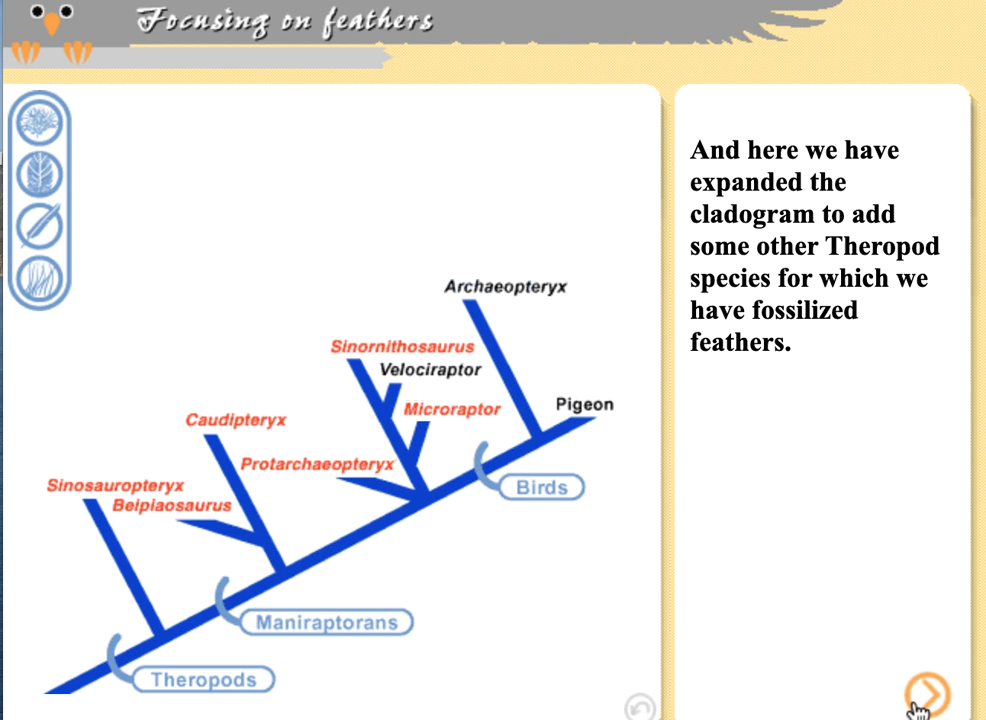 Focusing on feathers
And here we have
expanded the
cladogram to add
some other Theropod
species for which we
have fossilized
feathers.
Archaeopteryx
Sinornithosaurus
Velociraptor
Microraptor
Pigeon
Caudipteryx
Protarchaeopteryx
Sinosauropteryx
Beipiaosaurus
Birds
Maniraptorans
Theropods